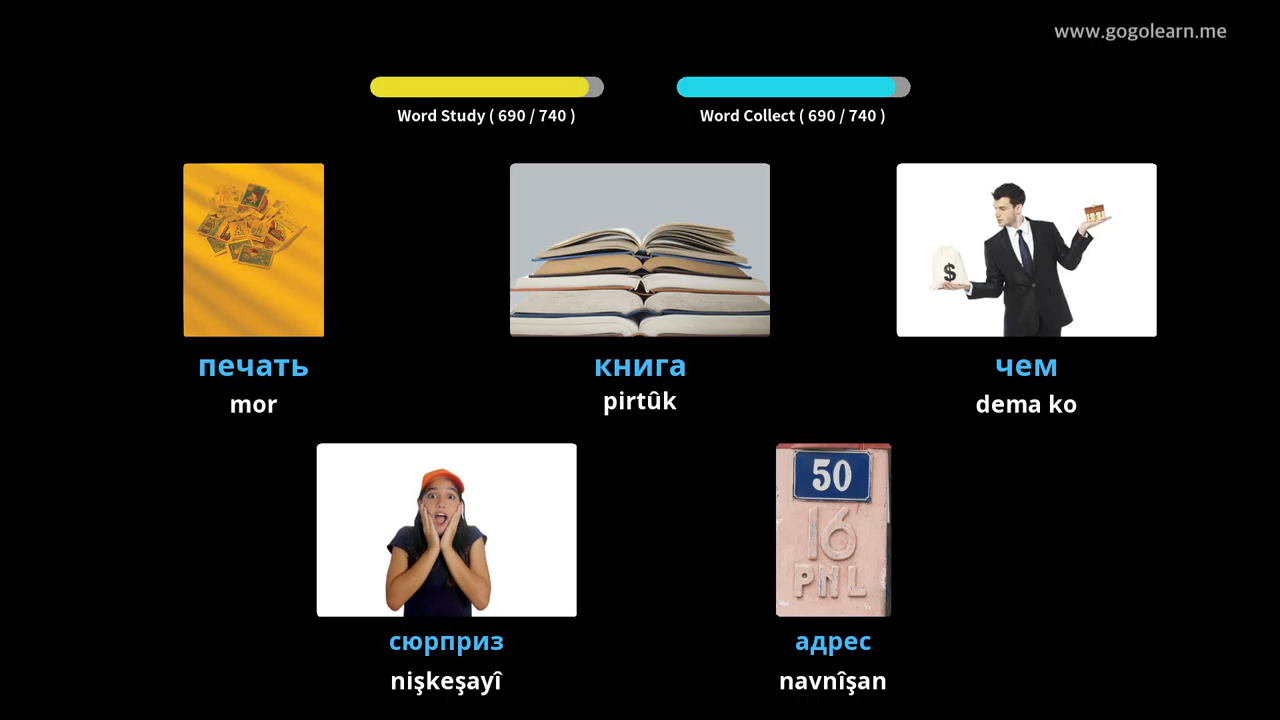 www.gogolearn.me
Word Study ( 690 / 740 )
Word Collect ( 690 / 740 )
печать
mor
книга
pirtûk
чем
dema ko
$
сюрприз
nişkeşayî
50
16
PNL
адрес
navnîşan